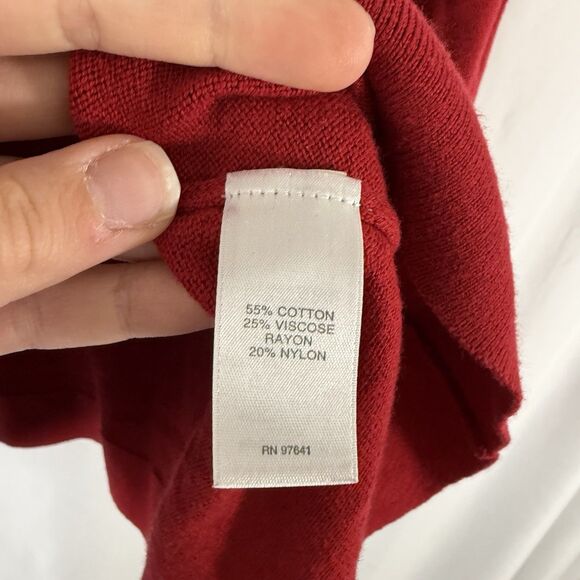 55% COTTON
25% VISCOSE
RAYON
20% NYLON
RN 97641